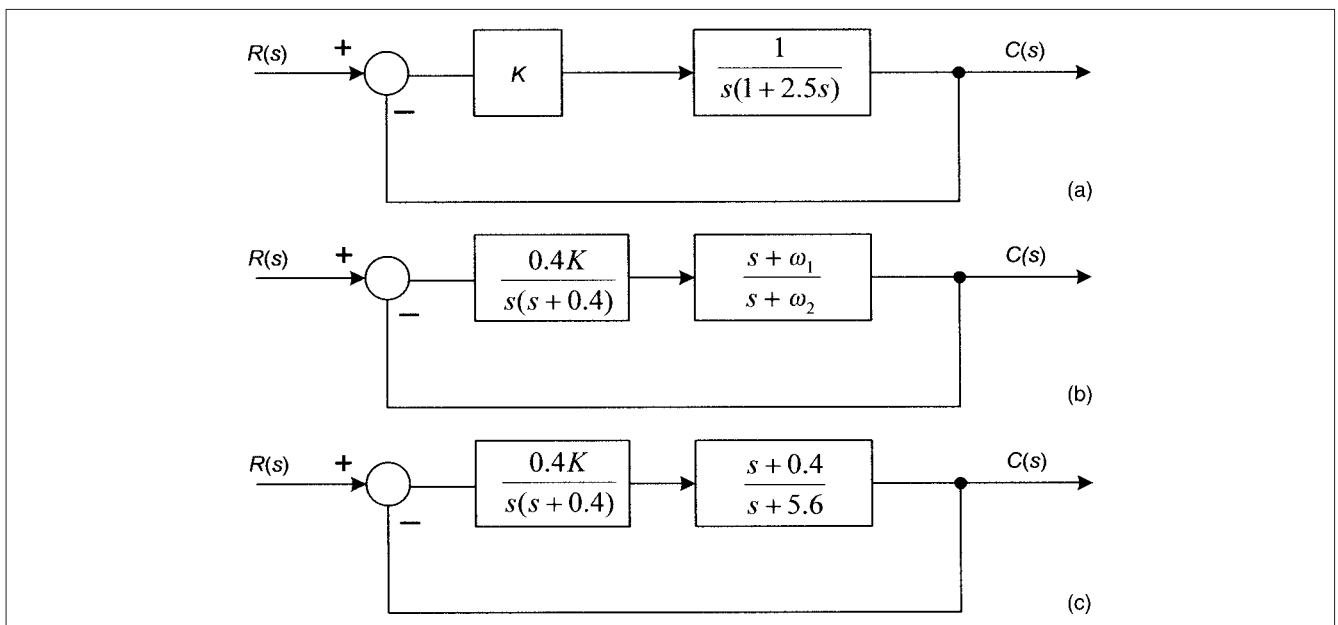 R(s) + K 1 C(s)
s(1 + 2.5s)
−
(a)
R(s) + 0.4K s + ω₁ C(s)
s(s + 0.4) s + ω₂
−
(b)
R(s) + 0.4K s + 0.4 C(s)
s(s + 0.4) s + 5.6
−
(c)